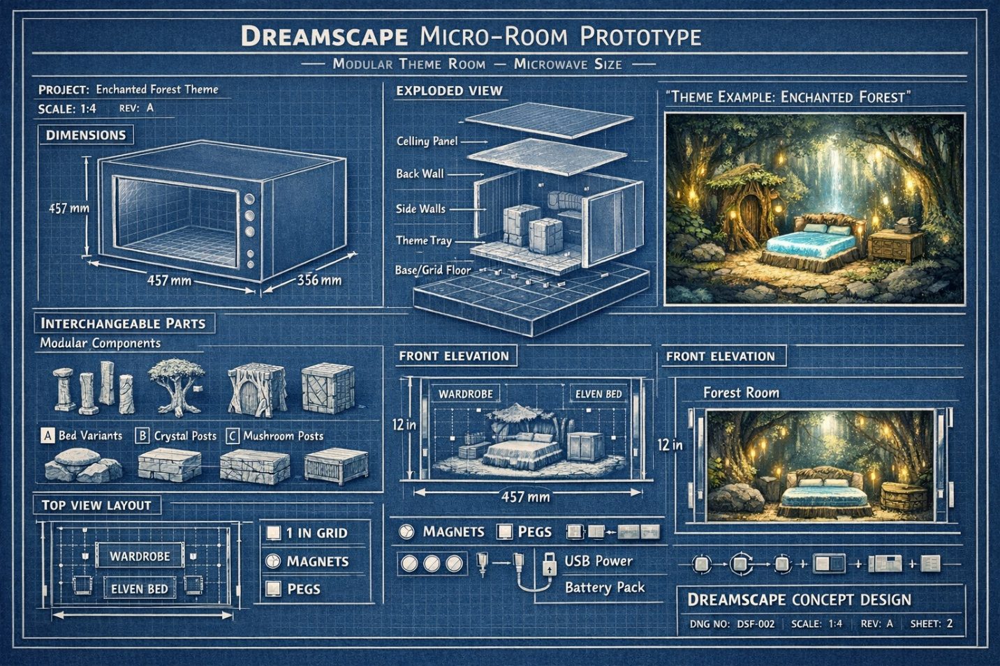 DREAMSCAPE MICRO-ROOM PROTOTYPE
MODULAR THEME ROOM — MICROWAVE SIZE
PROJECT: Enchanted Forest Theme
SCALE: 1:4 REV: A
DIMENSIONS
457 mm
457 mm
356 mm
EXPLODED VIEW
Celliny Panel
Back Wall
Side Walls
Theme Tray
Base/Grid Floor
"THEME EXAMPLE: ENCHANTED FOREST"
INTERCHANGEABLE PARTS
Modular Components
A Bed Variants
B Crystal Posts
C Mushroom Posts
FRONT ELEVATION
WARDROBE
ELVEN BED
12 in
457 mm
FRONT ELEVATION
Forest Room
12 in
TOP VIEW LAYOUT
WARDROBE
ELVEN BED
1 IN GRID
MAGNETS
PEGS
MAGNETS
PEGS
USB Power
Battery Pack
DREAMSCAPE CONCEPT DESIGN
DNG NO: DSF-002 SCALE: 1:4 REV: A SHEET: 2